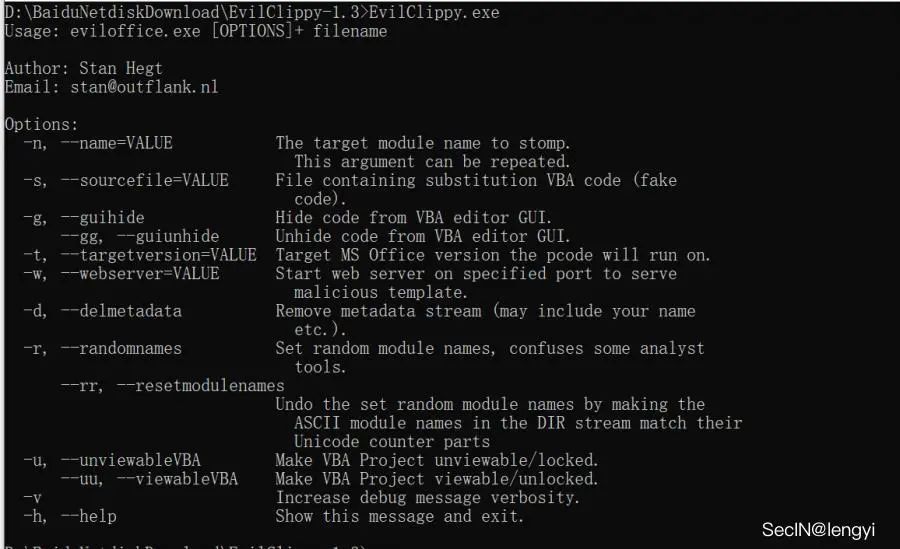 D:\BaiduNetdiskDownload\EvilClippy-1.3>EvilClippy.exe
Usage: eviloffice.exe [OPTIONS]+ filename
Author: Stan Hegt
Email: stan@outflank.nl
Options:
-n, --name=VALUE The target module name to stomp.
This argument can be repeated.
-s, --sourcefile=VALUE File containing substitution VBA code (fake
code).
-g, --guihide Hide code from VBA editor GUI.
--gg, --guiunhide Unhide code from VBA editor GUI.
-t, --targetversion=VALUE Target MS Office version the pcode will run on.
-w, --webserver=VALUE Start web server on specified port to serve
malicious template.
-d, --delmetadata Remove metadata stream (may include your name
etc.).
-r, --randomnames Set random module names, confuses some analyst
tools.
--rr, --resetmodulenames
Undo the set random module names by making the
ASCII module names in the DIR stream match their
Unicode counter parts
-u, --unviewableVBA Make VBA Project unviewable/locked.
--uu, --viewableVBA Make VBA Project viewable/unlocked.
-v Increase debug message verbosity.
-h, --help Show this message and exit.
SecIN@lengyi
D:\BaiduNetdiskDownload\EvilClippy-1.3>